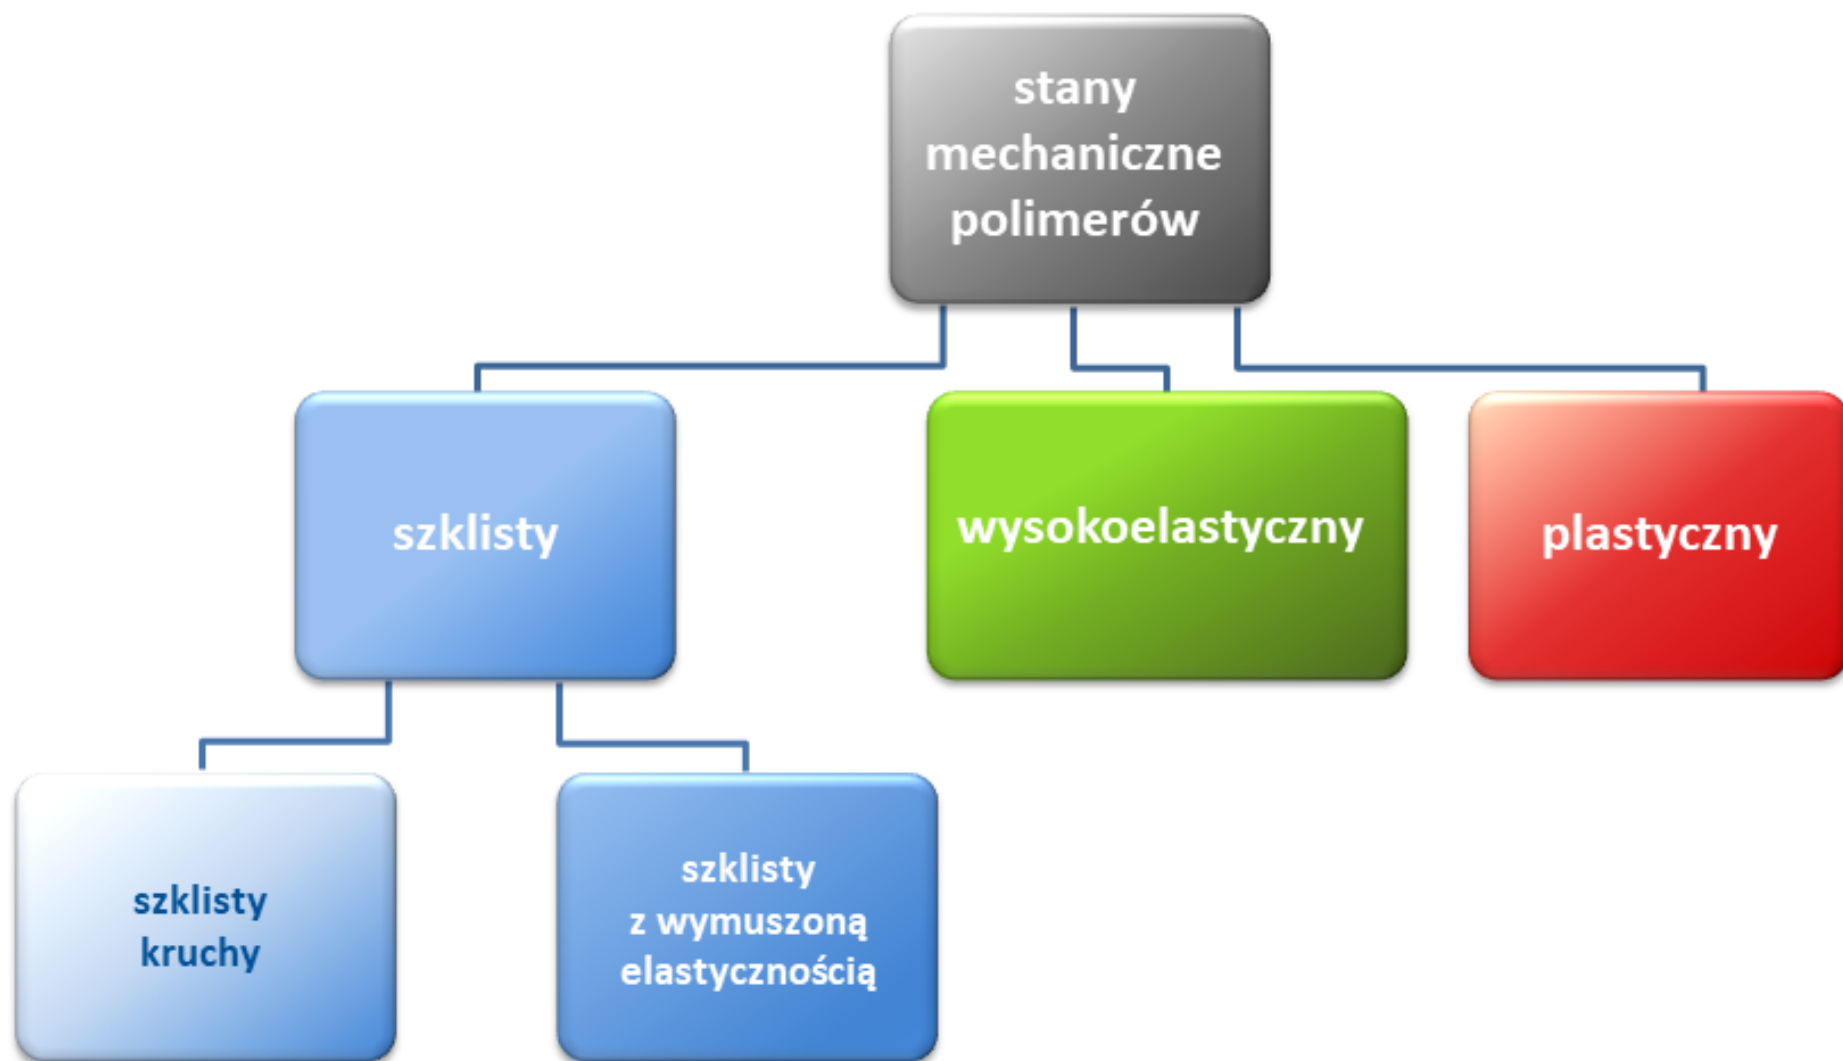 stany
mechaniczne
polimerów
szklisty
wysokoelastyczny
plastyczny
szklisty
kruchy
szklisty
z wymuszoną
elastycznością